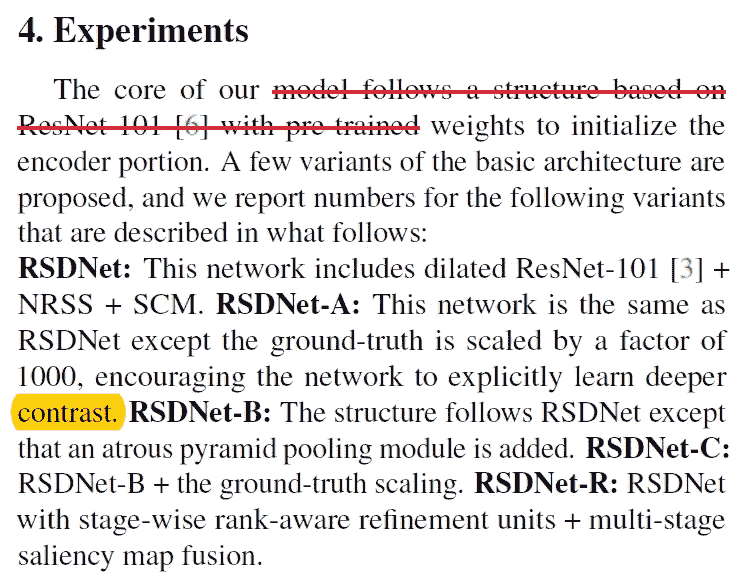 4. Experiments
The core of our model follows a structure based on
ResNet-101 [6] with pre-trained weights to initialize the
encoder portion. A few variants of the basic architecture are
proposed, and we report numbers for the following variants
that are described in what follows:
RSDNet: This network includes dilated ResNet-101 [3] +
NRSS + SCM. RSDNet-A: This network is the same as
RSDNet except the ground-truth is scaled by a factor of
1000, encouraging the network to explicitly learn deeper
contrast. RSDNet-B: The structure follows RSDNet except
that an atrous pyramid pooling module is added. RSDNet-C:
RSDNet-B + the ground-truth scaling. RSDNet-R: RSDNet
with stage-wise rank-aware refinement units + multi-stage
saliency map fusion.